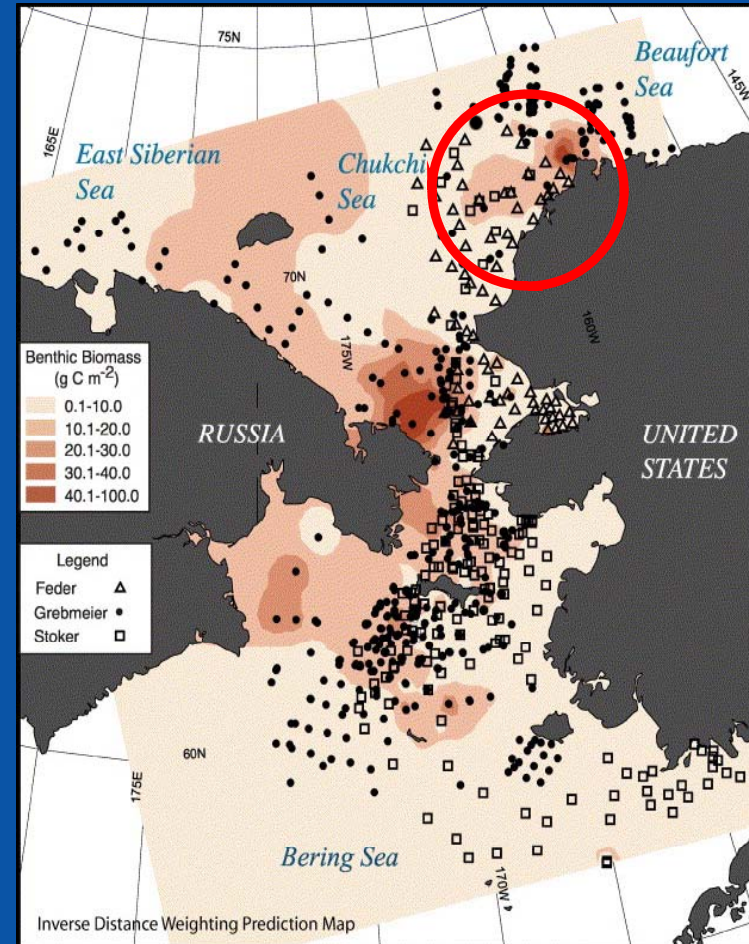 75N
Beaufort
Sea
145W
165E
East Siberian
Sea
Chukchi
Sea
70N
175W
160W
Benthic Biomass
(g C m-2)
0.1-10.0
10.1-20.0
20.1-30.0
30.1-40.0
40.1-100.0
RUSSIA
UNITED
STATES
Legend
Feder
Grebmeier
Stoker
60N
175E
Bering Sea
170W
Inverse Distance Weighting Prediction Map